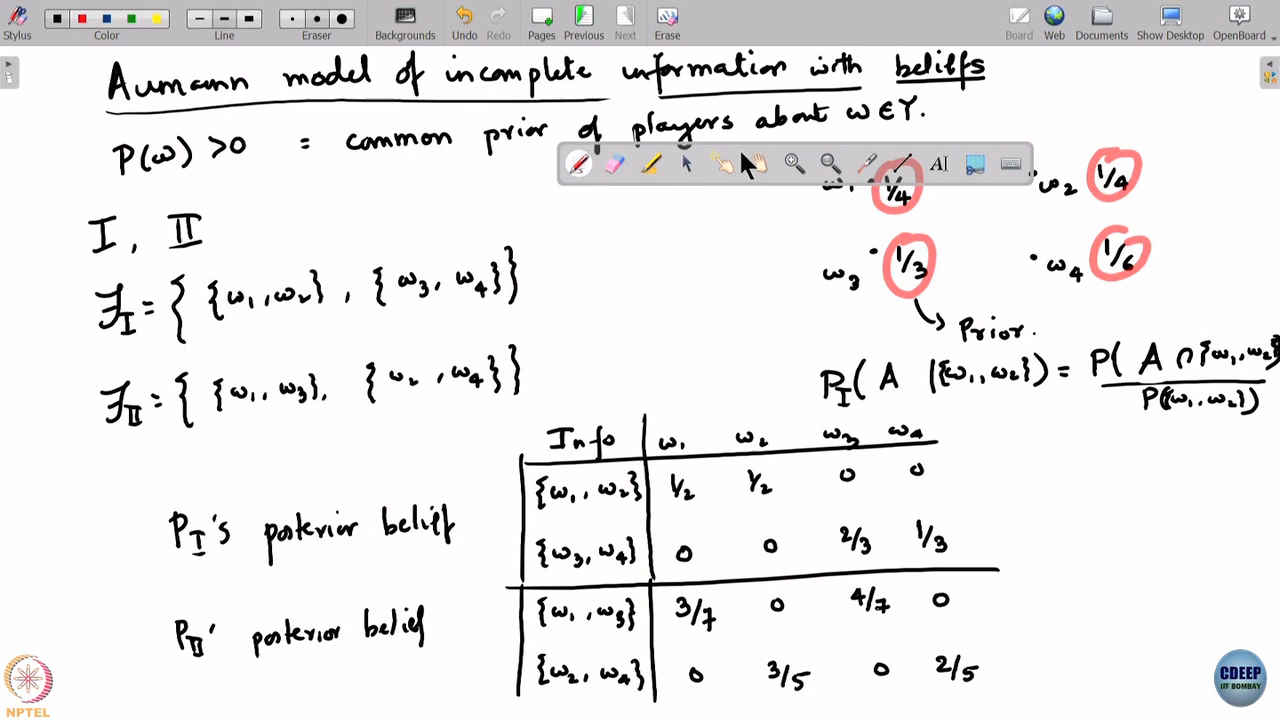 Stylus Color Line Eraser Backgrounds Undo Redo Pages Previous Next Erase Board Web Documents Show Desktop OpenBoard
Aumann model of incomplete information with beliefs
P(ω) >0 = common prior of players about ω∈Y.
1/4 ω2 1/4
I, II
ω3 1/3 ω4 1/6
ℱI = { {ω1, ω2}, {ω3, ω4}}
Prior.
ℱII = { {ω1, ω3}, {ω2, ω4}}
PI( A |{ω1, ω2}) = P( A ∩{ω1, ω2}
P({ω1, ω2})
Info ω1 ω2 ω3 ω4
{ω1, ω2} 1/2 1/2 0 0
PI's posterior belief
{ω3, ω4} 0 0 2/3 1/3
{ω1, ω3} 3/7 0 4/7 0
PII' posterior belief
{ω2, ω4} 0 3/5 0 2/5
NPTEL
CDEEP
IIT BOMBAY